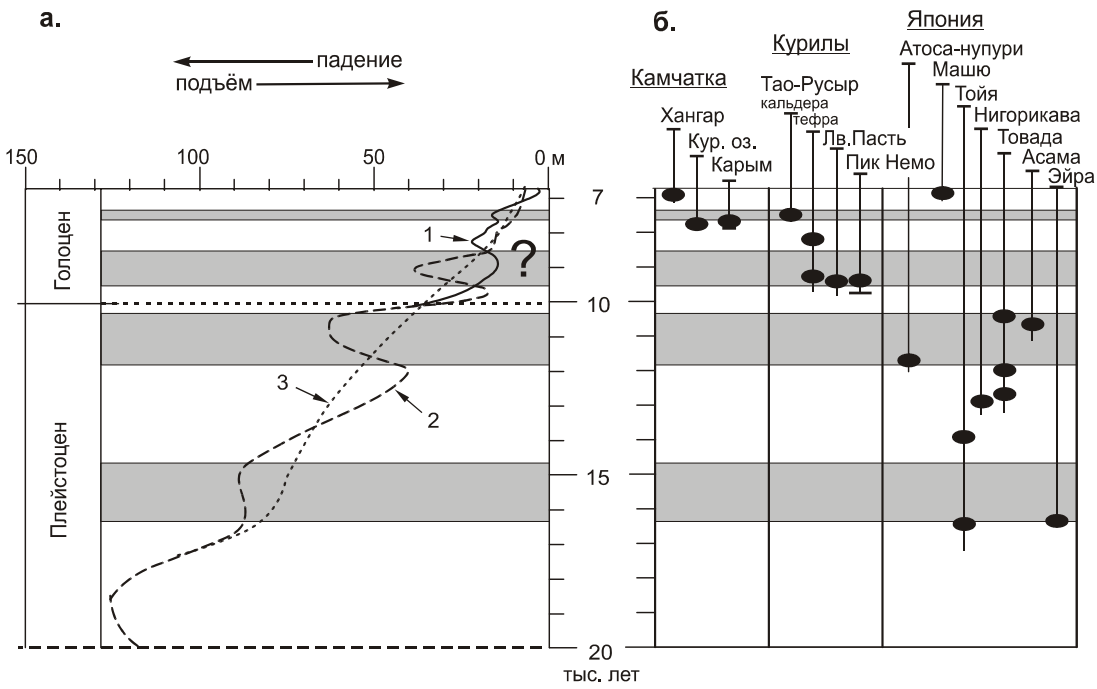 а.
падение
подъём
150 100 50 0 м
Голоцен
Плейстоцен
1
?
3
2
7
10
15
20
тыс. лет
б.
Камчатка
Хангар
Кур. оз.
Карым
Курилы
Тао-Русыр
кальдера
тефра
Лв.Пасть
Пик Немо
Япония
Атоса-нупури
Машю
Тойя
Нигорикава
Товада
Асама
Эйра